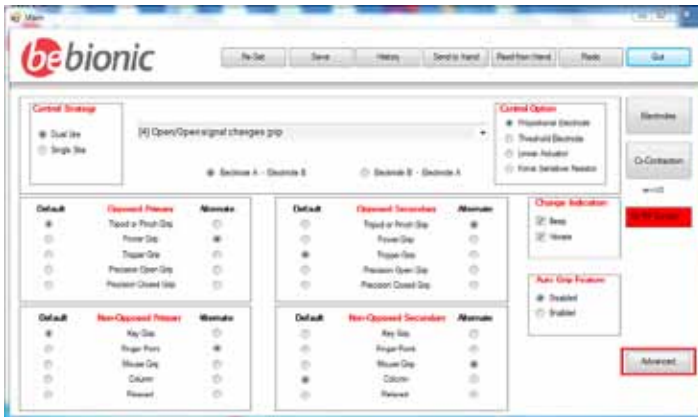 Main
bebionic
Re-Set Save History Send to Hand Read from Hand Radio Quit
Control Strategy
Dual Site
Single Site
[4] Open/Open signal changes grip
Electrode A - Electrode B Electrode B - Electrode A
Control Option
Proportional Electrode
Threshold Electrode
Linear Actuator
Force Sensitive Resistor
Electrodes
Co-Contraction
Default Opposed Primary Alternate
Tripod or Pinch Grip
Power Grip
Trigger Grip
Precision Open Grip
Precision Closed Grip
Default Opposed Secondary Alternate
Tripod or Pinch Grip
Power Grip
Trigger Grip
Precision Open Grip
Precision Closed Grip
Change Indication
Beep
Vibrate
Auto Grip Feature
Disabled
Enabled
Default Non-Opposed Primary Alternate
Key Grip
Finger Point
Mouse Grip
Column
Relaxed
Default Non-Opposed Secondary Alternate
Key Grip
Finger Point
Mouse Grip
Column
Relaxed
Advanced